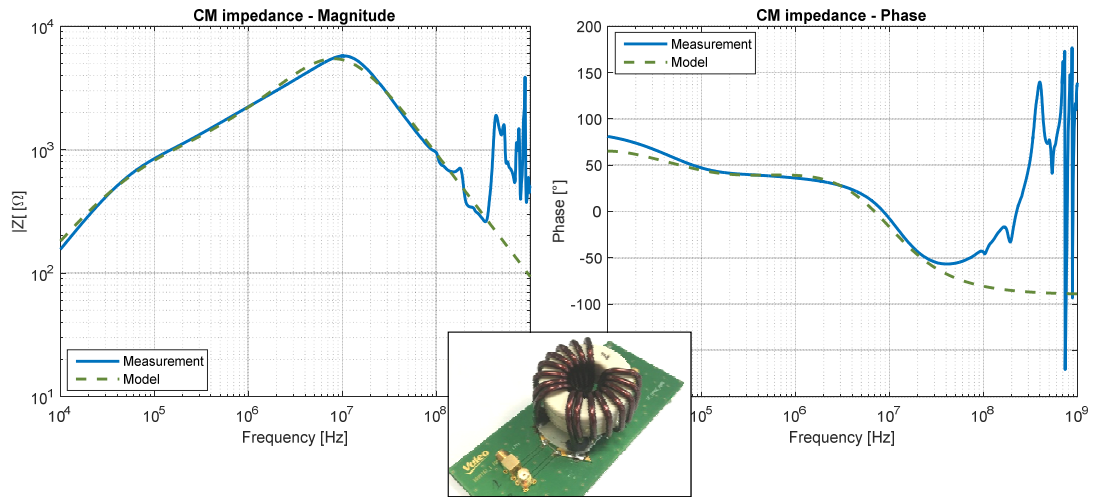 CM impedance - Magnitude
10⁴
10³
10²
10¹
|Z[ [Ω]
Measurement
Model
10⁴ 10⁵ 10⁶ 10⁷ 10⁸
Frequency [Hz]
CM impedance - Phase
200
150
100
50
0
-50
-100
Phase [°]
Measurement
Model
10⁵ 10⁶ 10⁷ 10⁸ 10⁹
Frequency [Hz]
Valeo